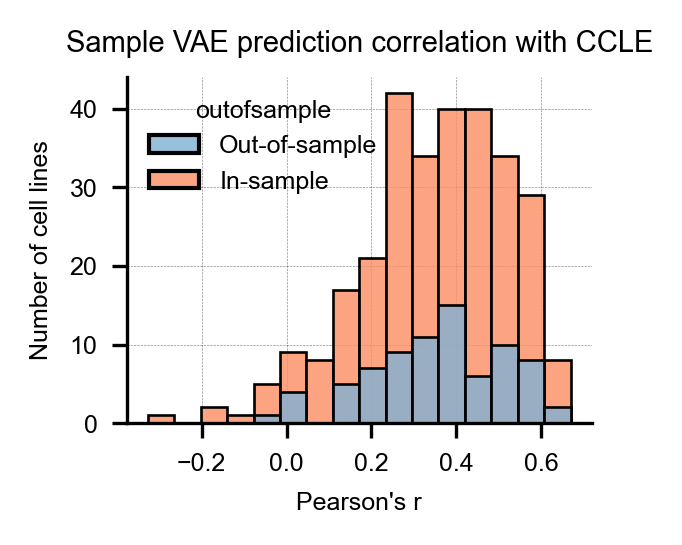 Sample VAE prediction correlation with CCLE
Number of cell lines
40
30
20
10
0
outofsample
Out-of-sample
In-sample
−0.2
0.0
0.2
0.4
0.6
Pearson's r